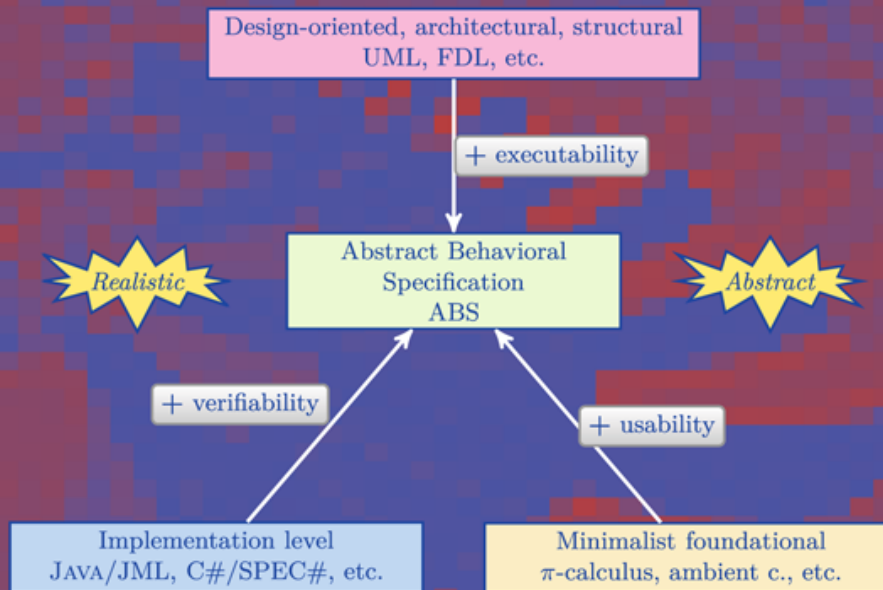 Design-oriented, architectural, structural
UML, FDL, etc.
+ executability
Abstract Behavioral
Specification
ABS
Realistic
Abstract
+ verifiability
+ usability
Implementation level
JAVA/JML, C#/SPEC#, etc.
Minimalist foundational
π-calculus, ambient c., etc.